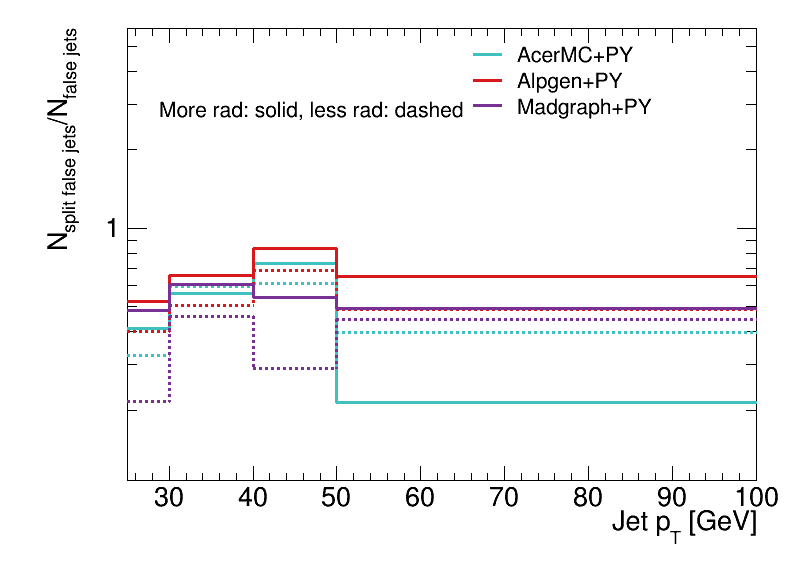 AcerMC+PY
Alpgen+PY
More rad: solid, less rad: dashed
Madgraph+PY
N_split false jets/N_false jets
1
30 40 50 60 70 80 90 100
Jet p_T [GeV]